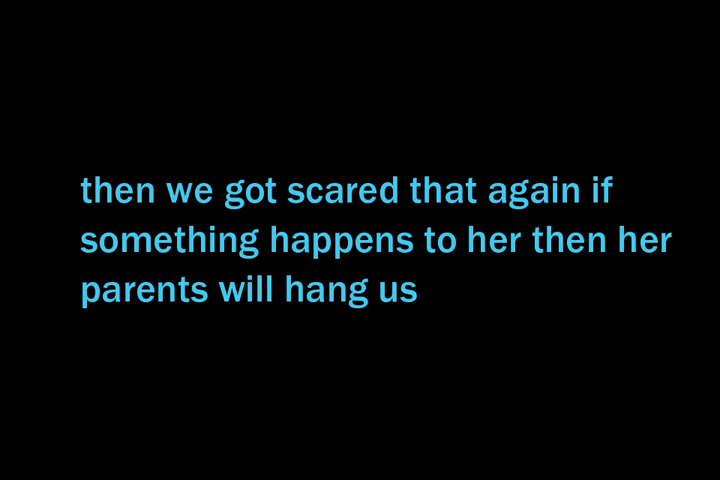 then we got scared that again if
something happens to her then her
parents will hang us